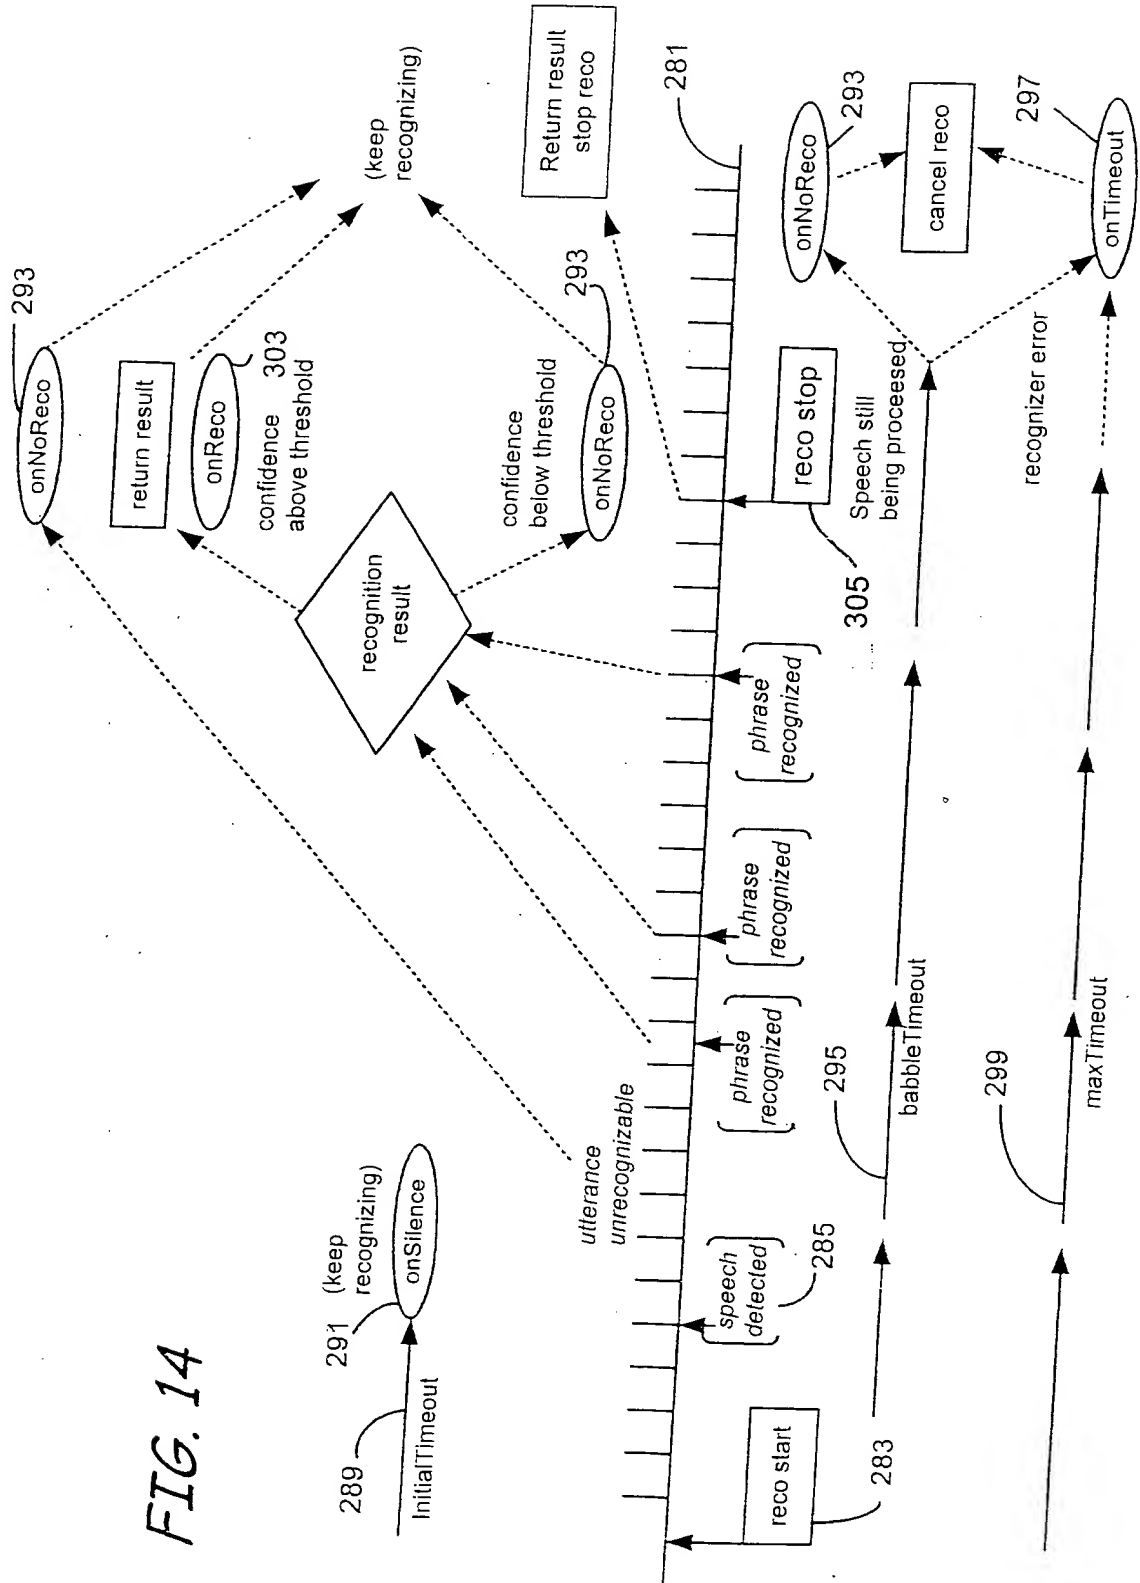 FIG. 14
289
InitialTimeout
291
(keep
recognizing)
onSilence
onNoReco
293
return result
onReco
303
confidence
above threshold
recognition
result
confidence
below threshold
onNoReco
293
(keep
recognizing)
Return result
stop reco
281
utterance
unrecognizable
reco start
283
speech
detected
285
phrase
recognized
phrase
recognized
phrase
recognized
reco stop
305
295
babbleTimeout
Speech still
being proceesed
onNoReco
293
cancel reco
299
maxTimeout
recognizer error
onTimeout
297